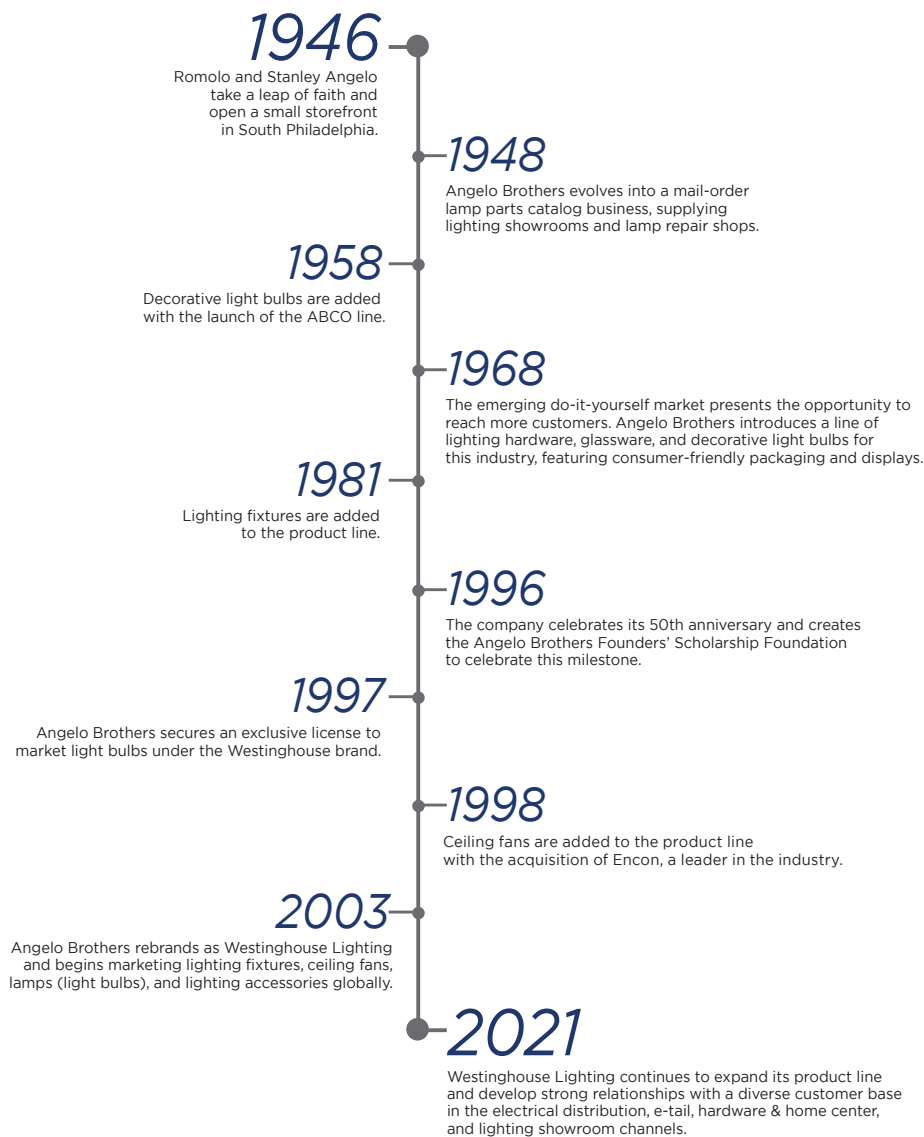 1946
Romolo and Stanley Angelo
take a leap of faith and
open a small storefront
in South Philadelphia.
1948
Angelo Brothers evolves into a mail-order
lamp parts catalog business, supplying
lighting showrooms and lamp repair shops.
1958
Decorative light bulbs are added
with the launch of the ABCO line.
1968
The emerging do-it-yourself market presents the opportunity to
reach more customers. Angelo Brothers introduces a line of
lighting hardware, glassware, and decorative light bulbs for
this industry, featuring consumer-friendly packaging and displays.
1981
Lighting fixtures are added
to the product line.
1996
The company celebrates its 50th anniversary and creates
the Angelo Brothers Founders’ Scholarship Foundation
to celebrate this milestone.
1997
Angelo Brothers secures an exclusive license to
market light bulbs under the Westinghouse brand.
1998
Ceiling fans are added to the product line
with the acquisition of Encon, a leader in the industry.
2003
Angelo Brothers rebrands as Westinghouse Lighting
and begins marketing lighting fixtures, ceiling fans,
lamps (light bulbs), and lighting accessories globally.
2021
Westinghouse Lighting continues to expand its product line
and develop strong relationships with a diverse customer base
in the electrical distribution, e-tail, hardware & home center,
and lighting showroom channels.